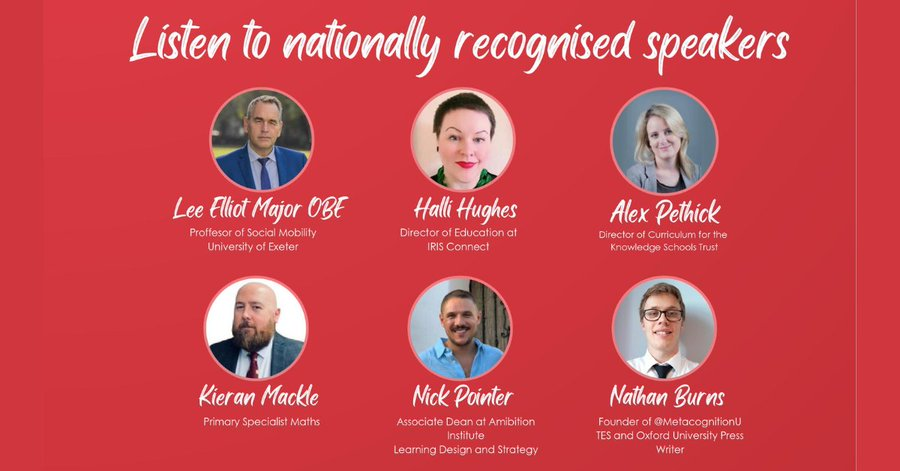 Listen to nationally recognised speakers
Lee Elliot Major OBE
Proffesor of Social Mobility
University of Exeter
Halli Hughes
Director of Education at
IRIS Connect
Alex Pethick
Director of Curriculum for the
Knowledge Schools Trust
Kieran Mackle
Primary Specialist Maths
Nick Pointer
Associate Dean at Amibition
Institute
Learning Design and Strategy
Nathan Burns
Founder of @MetacognitionU
TES and Oxford University Press
Writer